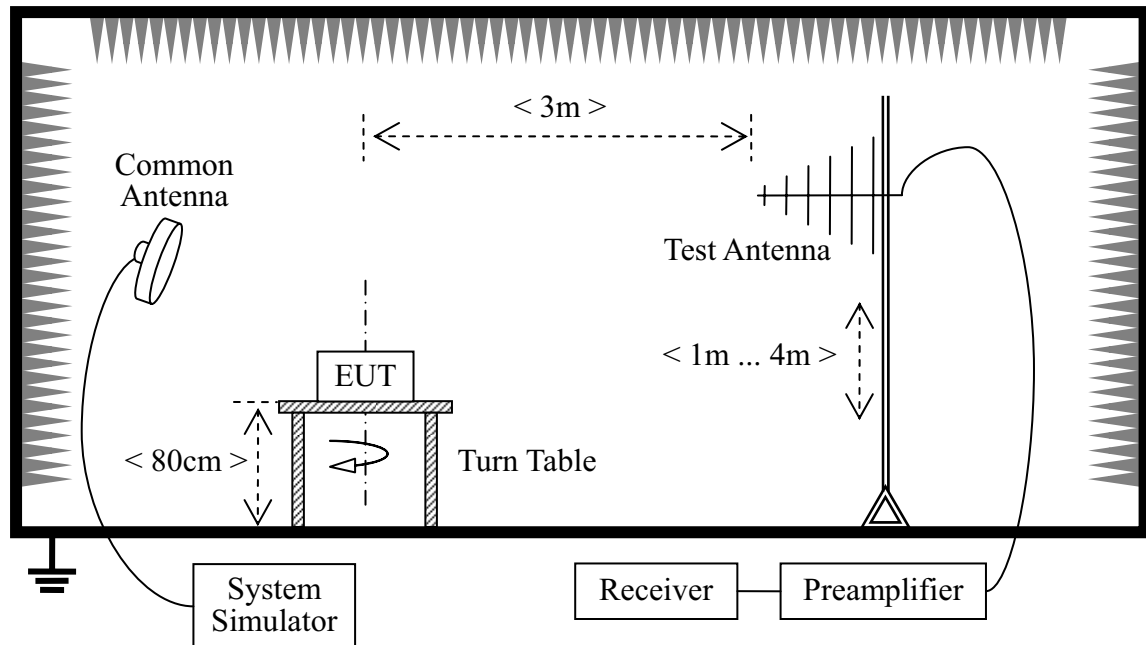 < 3m >
Common
Antenna
Test Antenna
< 1m ... 4m >
EUT
< 80cm >
Turn Table
System
Simulator
Receiver
Preamplifier